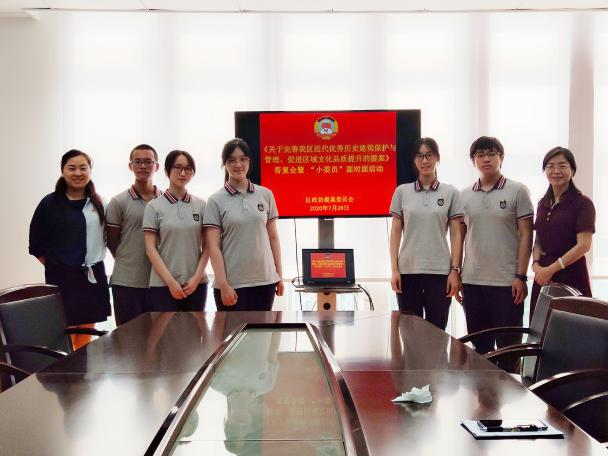 《关于完善我区近代优秀历史建筑保护与
管理，促进区域文化品质提升的提案》
答复会暨 “小委员”面对面活动
区政协提案委员会
2020年7月28日